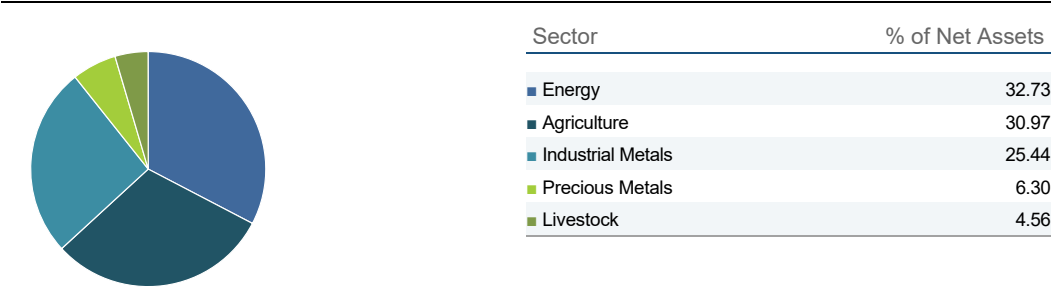 Sector % of Net Assets
Energy 32.73
Agriculture 30.97
Industrial Metals 25.44
Precious Metals 6.30
Livestock 4.56